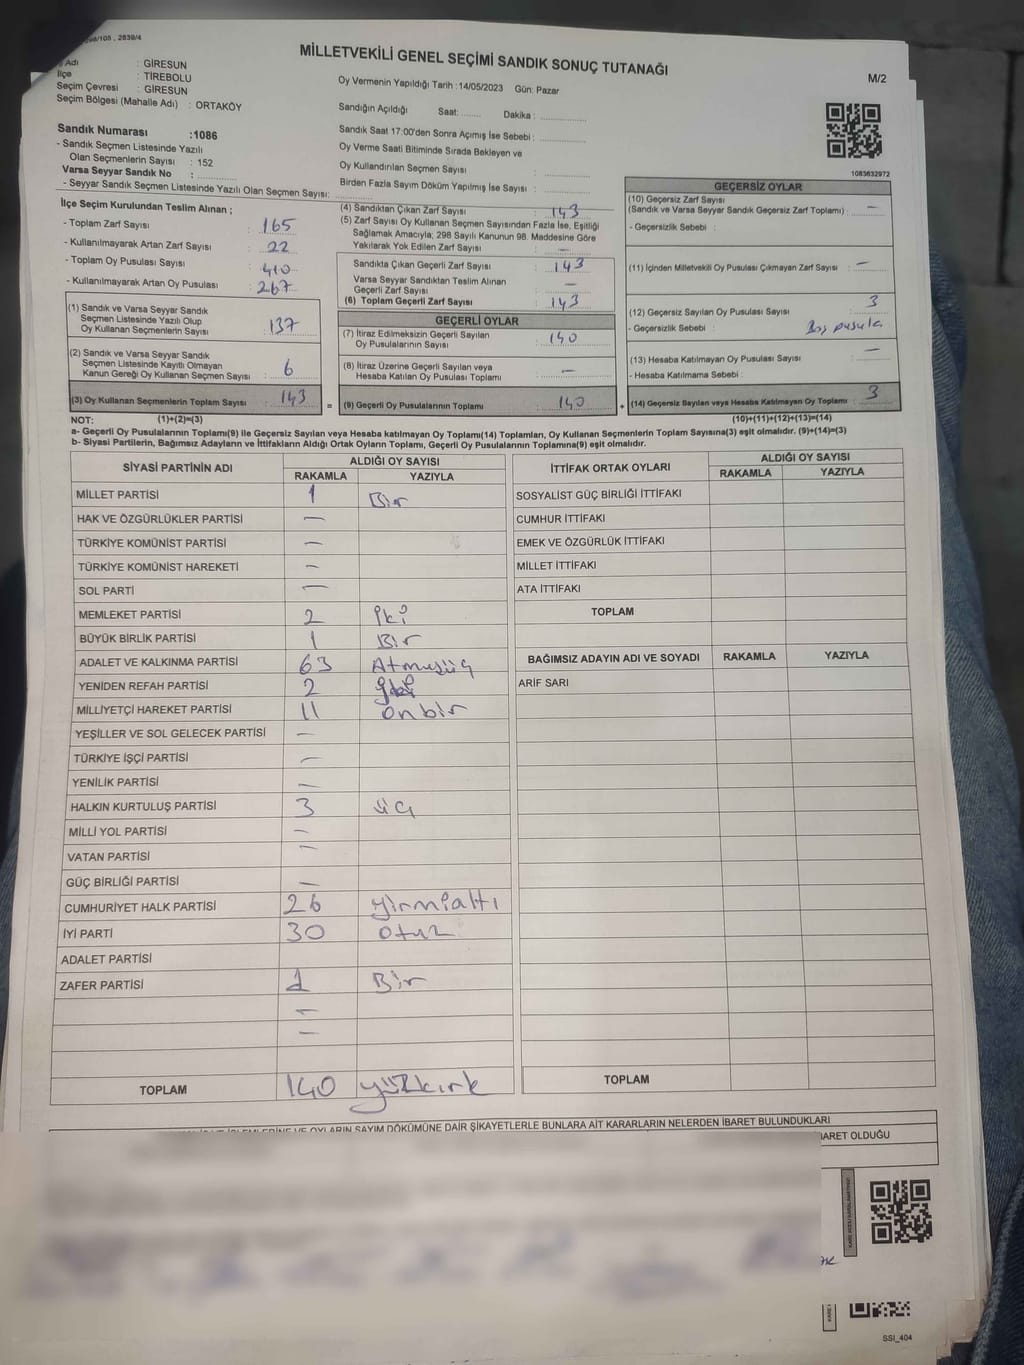 MİLLETVEKİLİ GENEL SEÇİMİ SANDIK SONUÇ TUTANAĞI
M/2
Adı : GİRESUN
İlçe : TİREBOLU
Seçim Çevresi : GİRESUN
Seçim Bölgesi (Mahalle Adı) : ORTAKÖY
Sandık Numarası :1086
- Sandık Seçmen Listesinde Yazılı
Olan Seçmenlerin Sayısı : 152
Varsa Seyyar Sandık No :
- Seyyar Sandık Seçmen Listesinde Yazılı Olan Seçmen Sayısı:
Oy Vermenin Yapıldığı Tarih :14/05/2023 Gün: Pazar
Sandığın Açıldığı Saat: Dakika :
Sandık Saat 17:00'den Sonra Açılmış İse Sebebi :
Oy Verme Saati Bitiminde Sırada Bekleyen ve
Oy Kullandırılan Seçmen Sayısı :
Birden Fazla Sayım Döküm Yapılmış İse Sayısı :
1083632972
İlçe Seçim Kurulundan Teslim Alınan ;
- Toplam Zarf Sayısı : 165
- Kullanılmayarak Artan Zarf Sayısı : 22
- Toplam Oy Pusulası Sayısı : 410
- Kullanılmayarak Artan Oy Pusulası : 267
(1) Sandık ve Varsa Seyyar Sandık
Seçmen Listesinde Yazılı Olup
Oy Kullanan Seçmenlerin Sayısı : 137
(2) Sandık ve Varsa Seyyar Sandık
Seçmen Listesinde Kayıtlı Olmayan
Kanun Gereği Oy Kullanan Seçmen Sayısı : 6
(3) Oy Kullanan Seçmenlerin Toplam Sayısı : 143
(4) Sandıktan Çıkan Zarf Sayısı : 143
(5) Zarf Sayısı Oy Kullanan Seçmen Sayısından Fazla İse, Eşitliği
Sağlamak Amacıyla; 298 Sayılı Kanunun 98. Maddesine Göre
Yakılarak Yok Edilen Zarf Sayısı : —
Sandıkta Çıkan Geçerli Zarf Sayısı : 143
Varsa Seyyar Sandıktan Teslim Alınan
Geçerli Zarf Sayısı : —
(6) Toplam Geçerli Zarf Sayısı : 143
GEÇERLİ OYLAR
(7) İtiraz Edilmeksizin Geçerli Sayılan
Oy Pusulalarının Sayısı : 140
(8) İtiraz Üzerine Geçerli Sayılan veya
Hesaba Katılan Oy Pusulası Toplamı : —
= (9) Geçerli Oy Pusulalarının Toplamı : 140 +
GEÇERSİZ OYLAR
(10) Geçersiz Zarf Sayısı
(Sandık ve Varsa Seyyar Sandık Geçersiz Zarf Toplamı) : —
- Geçersizlik Sebebi :
(11) İçinden Milletvekili Oy Pusulası Çıkmayan Zarf Sayısı : —
(12) Geçersiz Sayılan Oy Pusulası Sayısı : 3
- Geçersizlik Sebebi : Boş pusula
(13) Hesaba Katılmayan Oy Pusulası Sayısı : —
- Hesaba Katılmama Sebebi :
(14) Geçersiz Sayılan veya Hesaba Katılmayan Oy Toplamı : 3
NOT: (1)+(2)=(3) (10)+(11)+(12)+(13)=(14)
a- Geçerli Oy Pusulalarının Toplamı(9) ile Geçersiz Sayılan veya Hesaba katılmayan Oy Toplamı(14) Toplamları, Oy Kullanan Seçmenlerin Toplam Sayısına(3) eşit olmalıdır. (9)+(14)=(3)
b- Siyasi Partilerin, Bağımsız Adayların ve İttifakların Aldığı Ortak Oyların Toplamı, Geçerli Oy Pusulalarının Toplamına(9) eşit olmalıdır.
SİYASİ PARTİNİN ADI ALDIĞI OY SAYISI
RAKAMLA YAZIYLA
MİLLET PARTİSİ 1 Bir
HAK VE ÖZGÜRLÜKLER PARTİSİ —
TÜRKİYE KOMÜNİST PARTİSİ —
TÜRKİYE KOMÜNİST HAREKETİ —
SOL PARTİ —
MEMLEKET PARTİSİ 2 İki
BÜYÜK BİRLİK PARTİSİ 1 Bir
ADALET VE KALKINMA PARTİSİ 63 Atmışüç
YENİDEN REFAH PARTİSİ 2
MİLLİYETÇİ HAREKET PARTİSİ 11 onbir
YEŞİLLER VE SOL GELECEK PARTİSİ —
TÜRKİYE İŞÇİ PARTİSİ —
YENİLİK PARTİSİ —
HALKIN KURTULUŞ PARTİSİ 3 üç
MİLLİ YOL PARTİSİ —
VATAN PARTİSİ —
GÜÇ BİRLİĞİ PARTİSİ —
CUMHURİYET HALK PARTİSİ 26 yirmialtı
İYİ PARTİ 30 otuz
ADALET PARTİSİ
ZAFER PARTİSİ 1 Bir
—
—
TOPLAM 140 yüzkırk
İTTİFAK ORTAK OYLARI ALDIĞI OY SAYISI
RAKAMLA YAZIYLA
SOSYALİST GÜÇ BİRLİĞİ İTTİFAKI
CUMHUR İTTİFAKI
EMEK VE ÖZGÜRLÜK İTTİFAKI
MİLLET İTTİFAKI
ATA İTTİFAKI
TOPLAM
BAĞIMSIZ ADAYIN ADI VE SOYADI RAKAMLA YAZIYLA
ARİF SARI
TOPLAM
OYLARIN SAYIM DÖKÜMÜNE DAİR ŞİKAYETLERLE BUNLARA AİT KARARLARIN NELERDEN İBARET BULUNDUKLARI
OLDUĞU
SSI_404